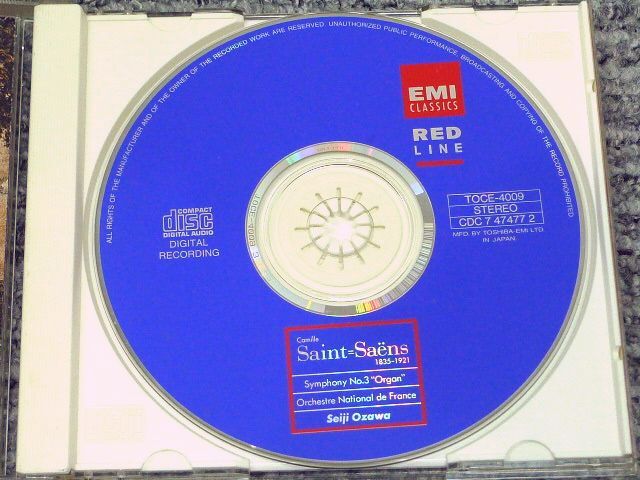 ALL RIGHTS OF THE MANUFACTURER AND OF THE OWNER OF THE RECORDED WORK ARE RESERVED. UNAUTHORIZED PUBLIC PERFORMANCE, BROADCASTING AND COPYING OF THE RECORD PROHIBITED
EMI
CLASSICS
RED
LINE
COMPACT
disc
DIGITAL AUDIO
DIGITAL
RECORDING
TOCE-4009
STEREO
CDC 7 47477 2
MFD. BY TOSHIBA-EMI LTD.
IN JAPAN.
Camille
Saint=Saëns
1835-1921
Symphony No.3 "Organ"
Orchestre National de France
Seiji Ozawa